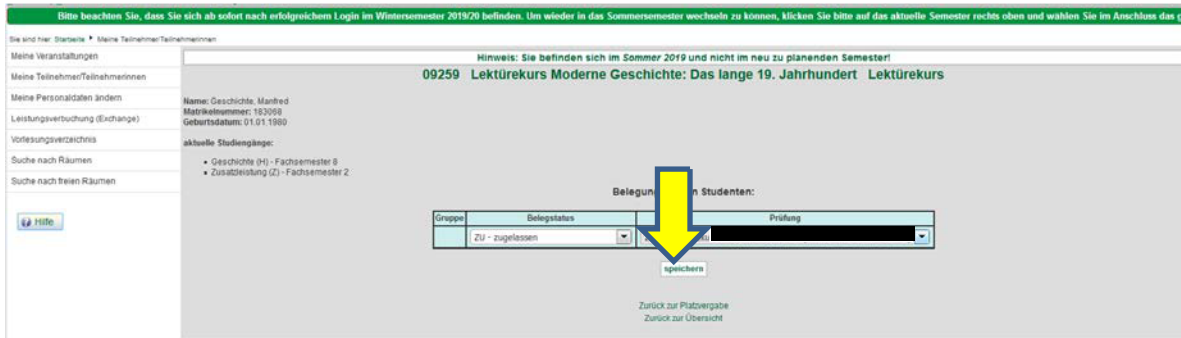 Bitte beachten Sie, dass Sie sich ab sofort nach erfolgreichem Login im Wintersemester 2019/20 befinden. Um wieder in das Sommersemester wechseln zu können, klicken Sie bitte auf das aktuelle Semester rechts oben und wählen Sie im Anschluss das
Sie sind hier: Startseite Meine Teilnehmer/Teilnehmerinnen
Meine Veranstaltungen
Meine Teilnehmer/Teilnehmerinnen
Meine Personaldaten ändern
Leistungsverbuchung (Exchange)
Vorlesungsverzeichnis
Suche nach Räumen
Suche nach freien Räumen
Hilfe
Hinweis: Sie befinden sich im Sommer 2019 und nicht im neu zu planenden Semester!
09259 Lektürekurs Moderne Geschichte: Das lange 19. Jahrhundert Lektürekurs
Name: Geschichte, Manfred
Matrikelnummer: 183068
Geburtsdatum: 01.01.1980
aktuelle Studiengänge:
• Geschichte (H) - Fachsemester 8
• Zusatzleistung (Z) - Fachsemester 2
Studenten:
Gruppe Belegstatus Prüfung
ZU - zugelassen
speichern
Zurück zur Platzvergabe
Zurück zur Übersicht